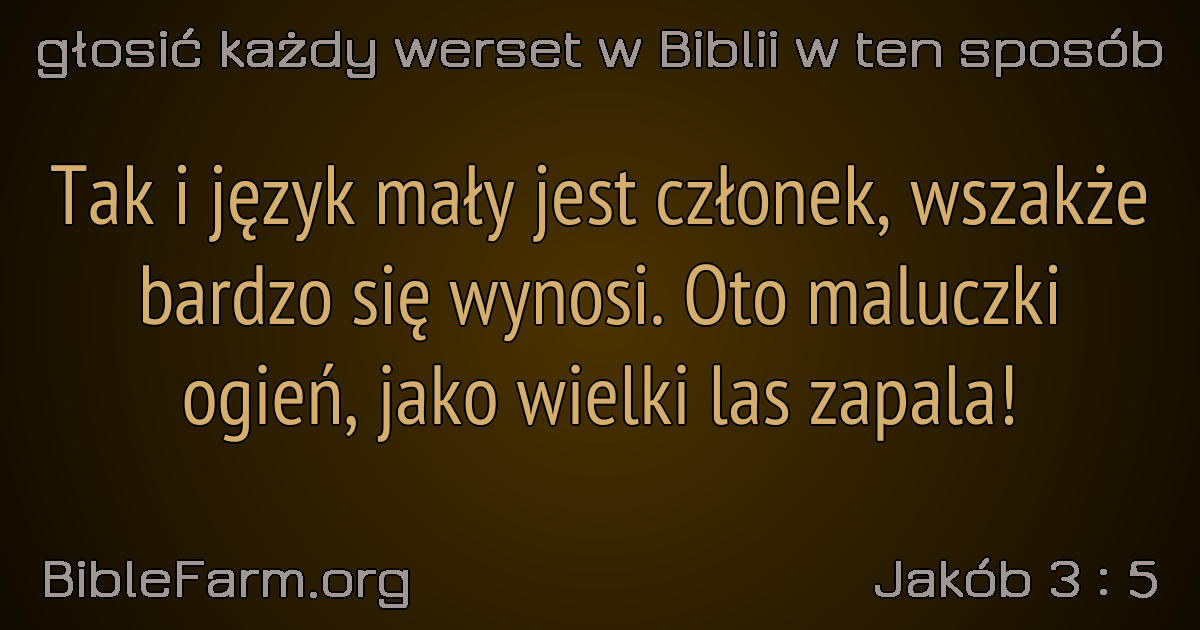 głosić każdy werset w Biblii w ten sposób
Tak i język mały jest członek, wszakże
bardzo się wynosi. Oto maluczki
ogień, jako wielki las zapala!
BibleFarm.org
Jakób 3 : 5